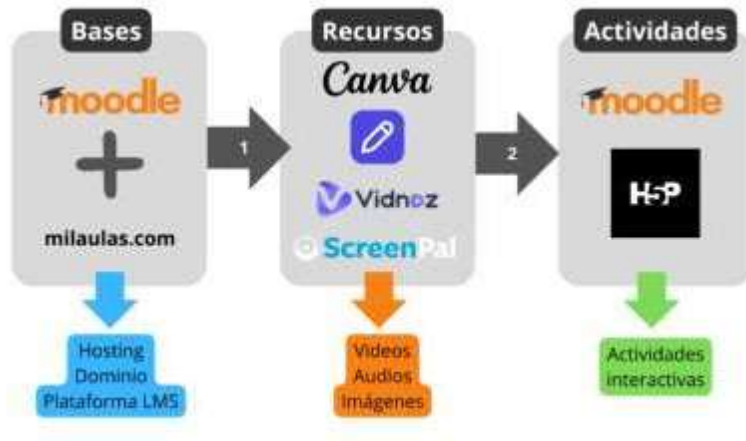 Bases
moodle
milaulas.com
Hosting
Dominio
Plataforma LMS
1
Recursos
Canva
Vidnoz
ScreenPal
Videos
Audios
Imágenes
2
Actividades
moodle
H5P
Actividades
interactivas